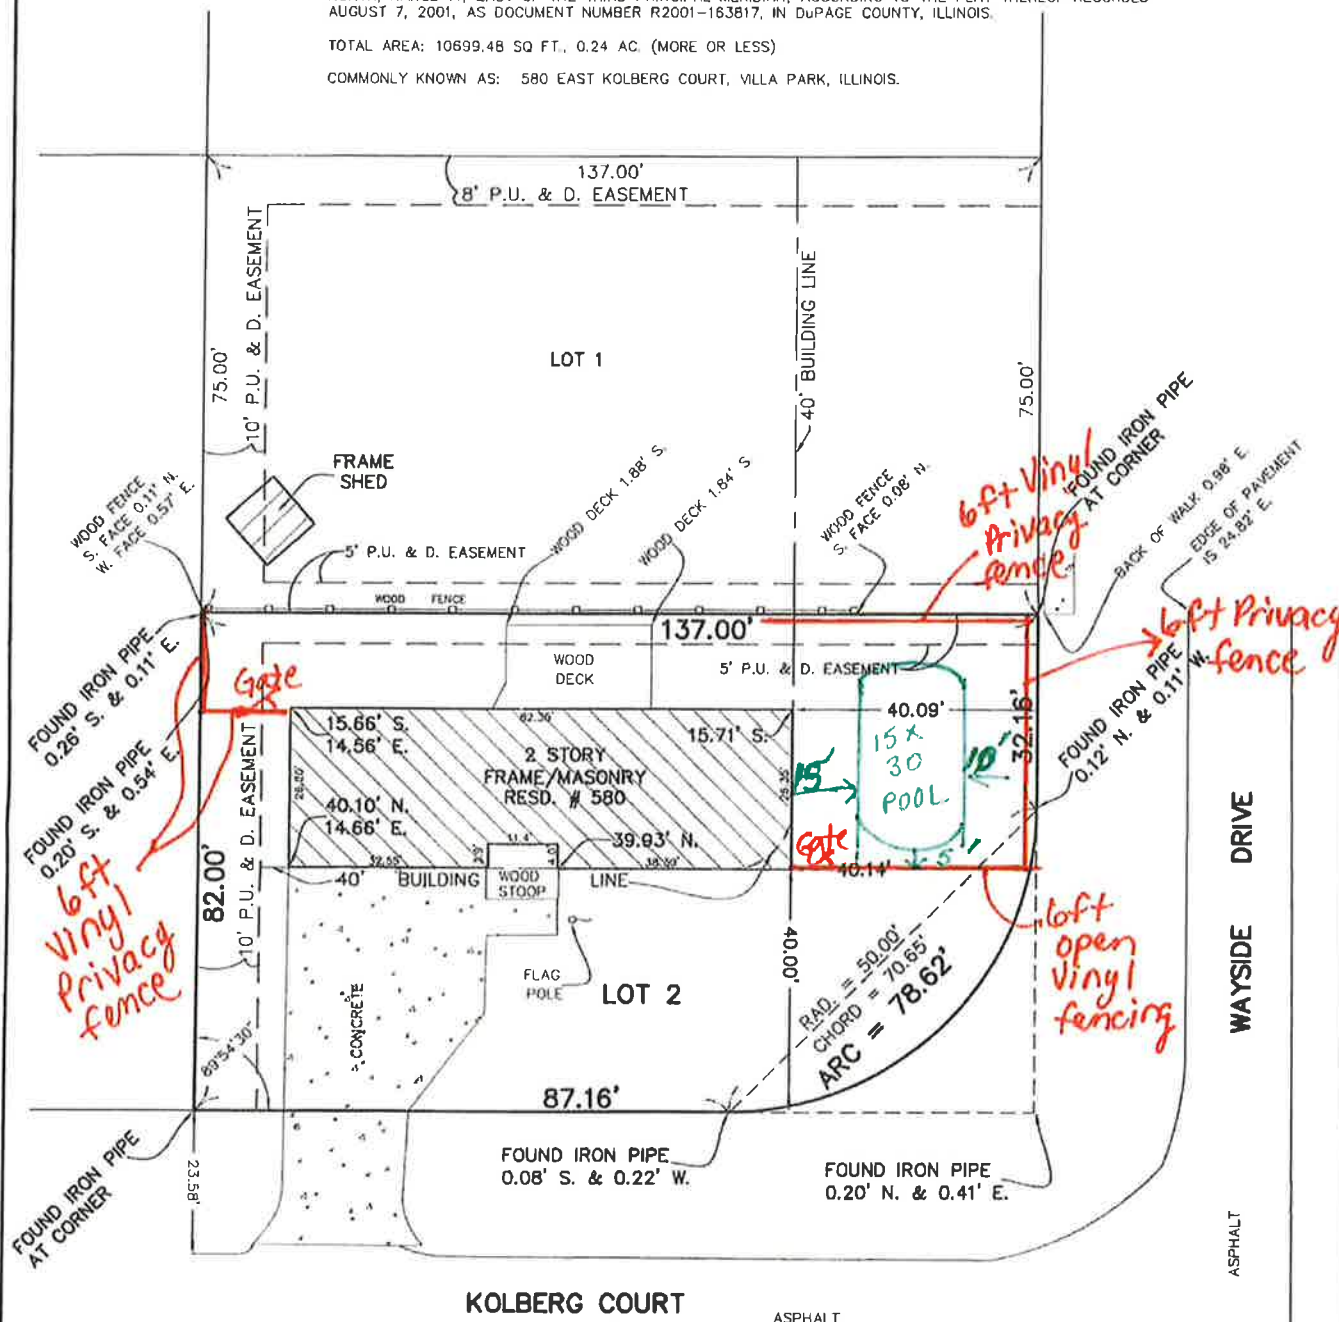 AUGUST 7, 2001, AS DOCUMENT NUMBER R2001-163817, IN DuPAGE COUNTY, ILLINOIS.
TOTAL AREA: 10699.48 SQ FT., 0.24 AC. (MORE OR LESS)
COMMONLY KNOWN AS: 580 EAST KOLBERG COURT, VILLA PARK, ILLINOIS.
137.00'
8' P.U. & D. EASEMENT
10' P.U. & D. EASEMENT
40' BUILDING LINE
LOT 1
75.00'
75.00'
FRAME
SHED
WOOD FENCE
S. FACE 0.11' N.
W. FACE 0.57' E.
5' P.U. & D. EASEMENT
WOOD DECK 1.88' S.
WOOD DECK 1.84' S
WOOD FENCE
S. FACE 0.08' N.
6ft Vinyl
Privacy
fence
FOUND IRON PIPE
AT CORNER
BACK OF WALK 0.98' E.
EDGE OF PAVEMENT
IS 24.82' E.
WOOD FENCE
137.00'
6ft Privacy
fence
FOUND IRON PIPE
0.26' S. & 0.11' E.
WOOD
DECK
5' P.U. & D. EASEMENT
Gate
FOUND IRON PIPE
0.20' S. & 0.54' E.
15.66' S.
14.56' E.
62.36'
15.71' S.
40.09'
32.16'
FOUND IRON PIPE
0.12' N. & 0.11' W.
2 STORY
FRAME/MASONRY
RESD. # 580
15 x
30
POOL
15'
10'
40.10' N.
14.66' E.
11.4'
39.93' N.
Gate
5'
40.14'
40' BUILDING LINE
WOOD
STOOP
6ft
Vinyl
Privacy
fence
82.00'
10' P.U. & D. EASEMENT
6ft
open
Vinyl
fencing
FLAG
POLE
LOT 2
40.00'
RAD. = 50.00'
CHORD = 70.65'
ARC = 78.62'
CONCRETE
89°54'30"
87.16'
WAYSIDE DRIVE
FOUND IRON PIPE
AT CORNER
23.58'
FOUND IRON PIPE
0.08' S. & 0.22' W.
FOUND IRON PIPE
0.20' N. & 0.41' E.
ASPHALT
KOLBERG COURT
ASPHALT